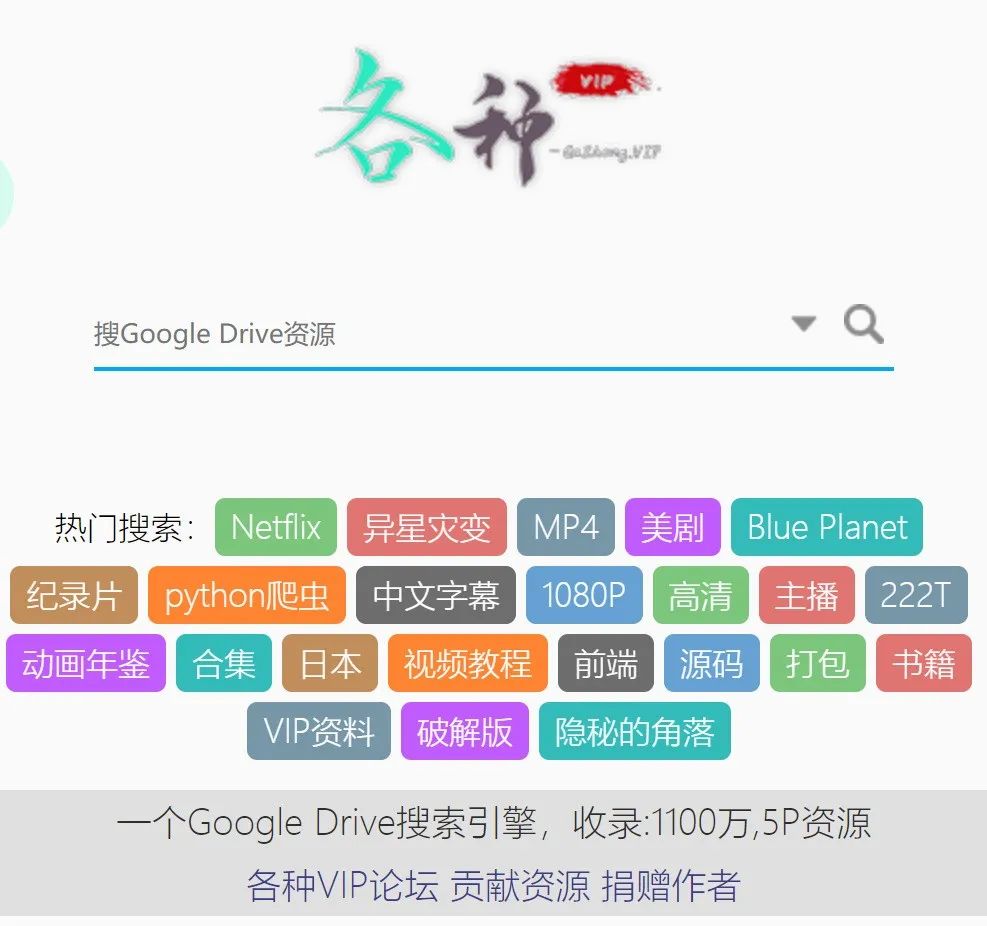 各种 VIP
-GeZhong.VIP
搜Google Drive资源
热门搜索： Netflix 异星灾变 MP4 美剧 Blue Planet
纪录片 python爬虫 中文字幕 1080P 高清 主播 222T
动画年鉴 合集 日本 视频教程 前端 源码 打包 书籍
VIP资料 破解版 隐秘的角落
一个Google Drive搜索引擎，收录:1100万,5P资源
各种VIP论坛 贡献资源 捐赠作者